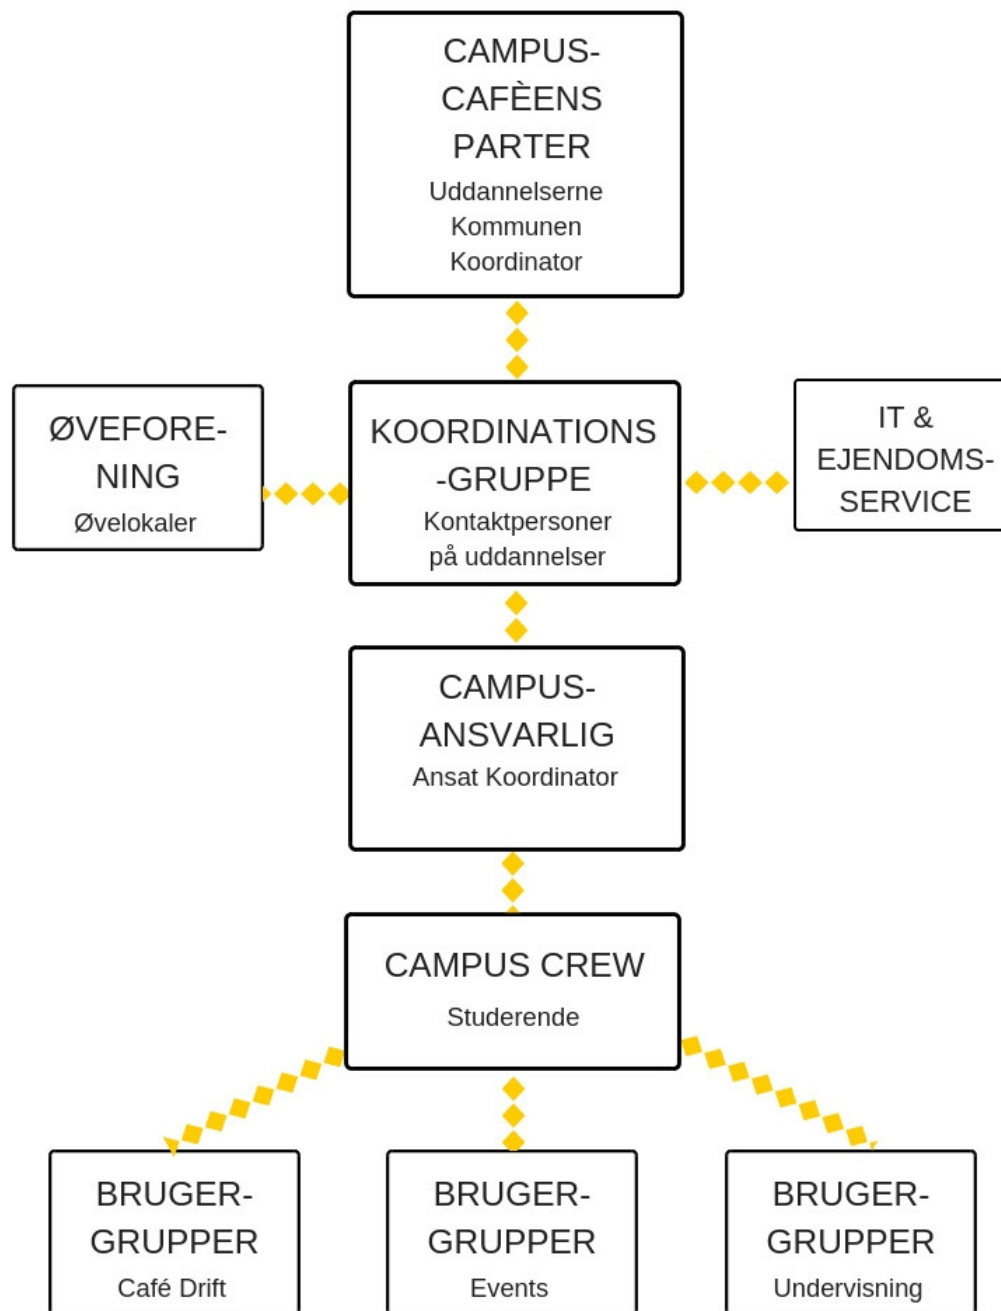 CAMPUS-
CAFÈENS
PARTER
Uddannelserne
Kommunen
Koordinator
ØVEFORE-
NING
Øvelokaler
KOORDINATIONS
-GRUPPE
Kontaktpersoner
på uddannelser
IT &
EJENDOMS-
SERVICE
CAMPUS-
ANSVARLIG
Ansat Koordinator
CAMPUS CREW
Studerende
BRUGER-
GRUPPER
Café Drift
BRUGER-
GRUPPER
Events
BRUGER-
GRUPPER
Undervisning